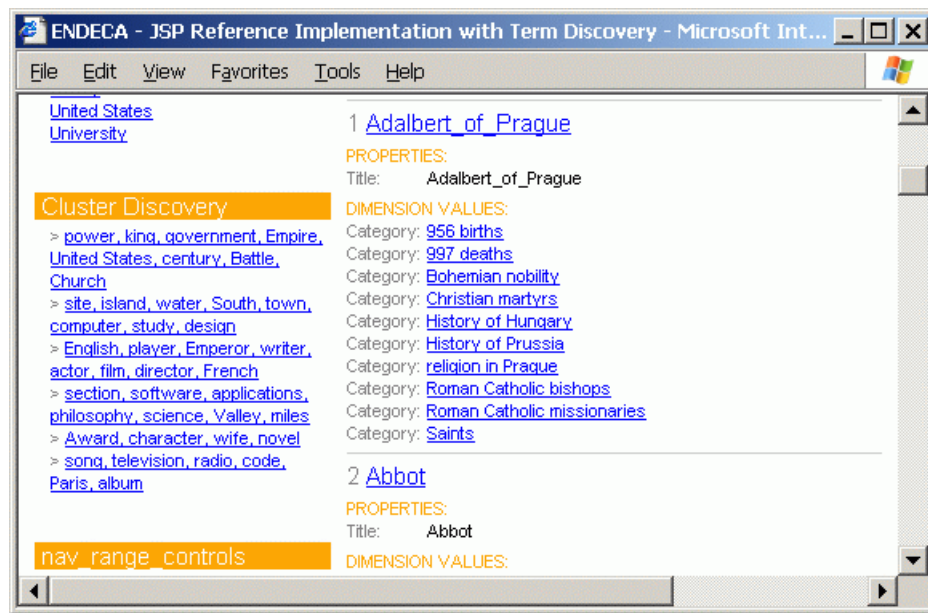 ENDECA - JSP Reference Implementation with Term Discovery - Microsoft Int...
File Edit View Favorites Tools Help
United States
University
Cluster Discovery
> power, king, government, Empire,
United States, century, Battle,
Church
> site, island, water, South, town,
computer, study, design
> English, player, Emperor, writer,
actor, film, director, French
> section, software, applications,
philosophy, science, Valley, miles
> Award, character, wife, novel
> song, television, radio, code,
Paris, album
nav_range_controls
1 Adalbert_of_Prague
PROPERTIES:
Title: Adalbert_of_Prague
DIMENSION VALUES:
Category: 956 births
Category: 997 deaths
Category: Bohemian nobility
Category: Christian martyrs
Category: History of Hungary
Category: History of Prussia
Category: religion in Prague
Category: Roman Catholic bishops
Category: Roman Catholic missionaries
Category: Saints
2 Abbot
PROPERTIES:
Title: Abbot
DIMENSION VALUES: